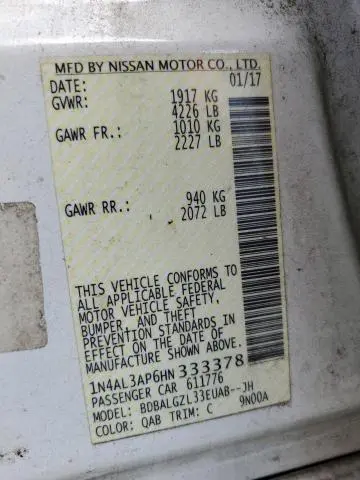 MFD BY NISSAN MOTOR CO., LTD.
DATE: 01/17
GVWR: 1917 KG
4226 LB
GAWR FR.: 1010 KG
2227 LB
GAWR RR.: 940 KG
2072 LB
THIS VEHICLE CONFORMS TO
ALL APPLICABLE FEDERAL
MOTOR VEHICLE SAFETY,
BUMPER, AND THEFT
PREVENTION STANDARDS IN
EFFECT ON THE DATE OF
MANUFACTURE SHOWN ABOVE.
1N4AL3AP6HN333378
PASSENGER CAR 611776
MODEL: BDBALGZL33EUAB--JH
COLOR: QAB TRIM: C 9N00A